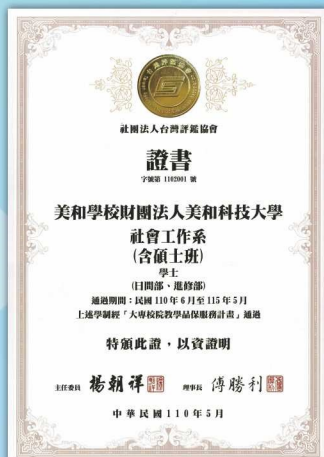 社團法人台灣評鑑協會
證書
字號第 1102001 號
美和學校財團法人美和科技大學
社會工作系
(含碩士班)
學士
(日間部、進修部)
通過期間：民國 110 年 6 月至 115 年 5 月
上述學制經「大專校院教學品保服務計畫」通過
特頒此證，以資證明
主任委員 楊朝祥 理事長 傅勝利
中華民國110年5月